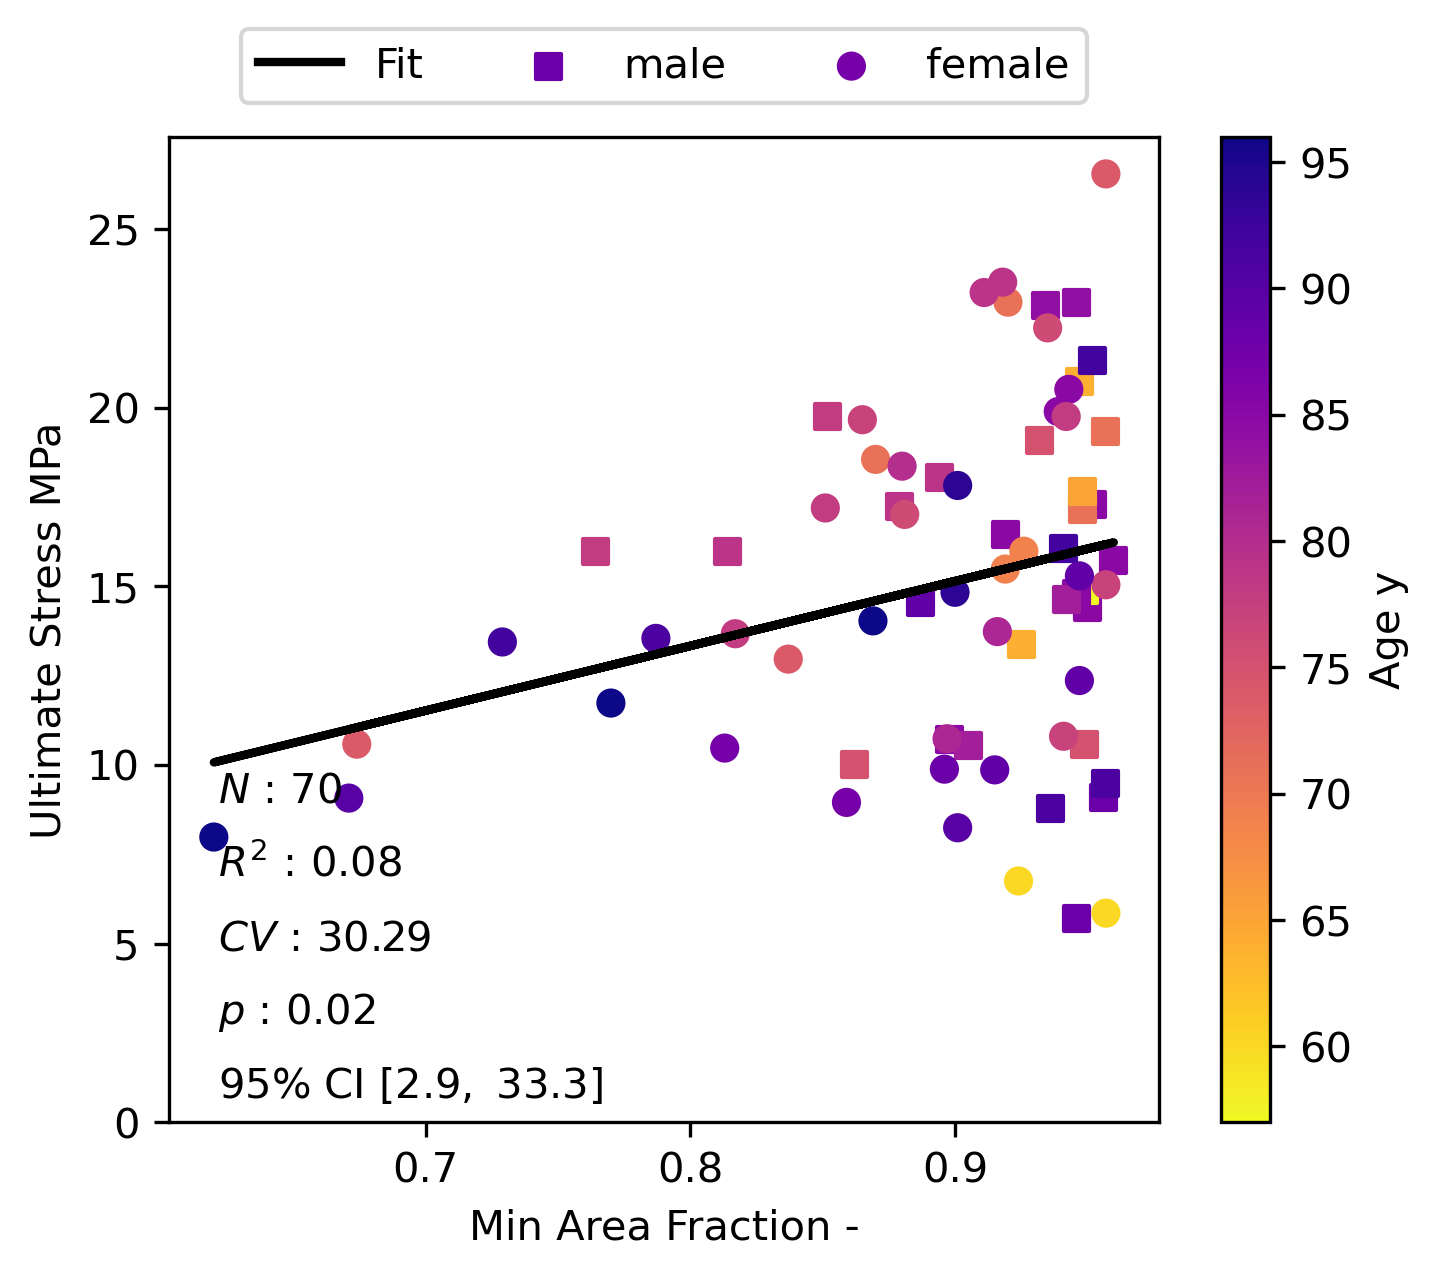 Fit male female
25
20
15
10
5
0
Ultimate Stress MPa
N : 70
R² : 0.08
CV : 30.29
p : 0.02
95% CI [2.9, 33.3]
0.7 0.8 0.9
Min Area Fraction -
95
90
85
80
75
70
65
60
Age y